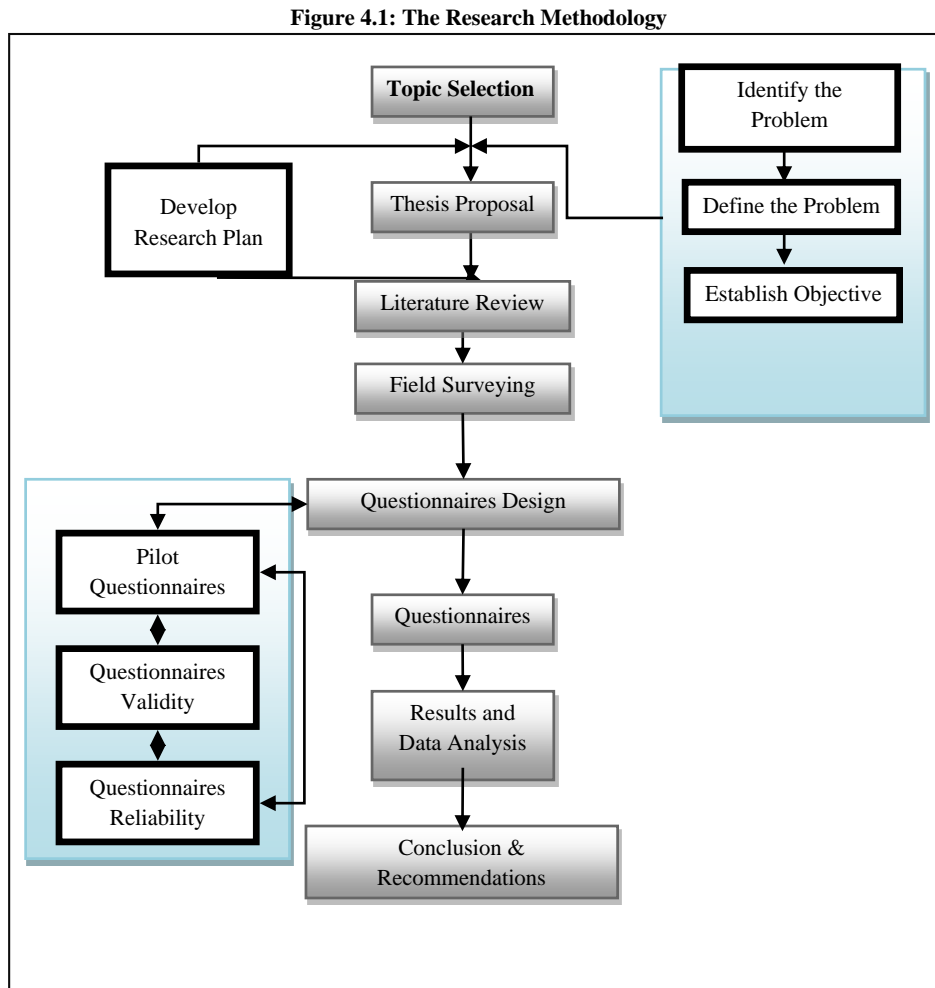 Figure 4.1: The Research Methodology
Topic Selection
Identify the
Problem
Develop
Research Plan
Thesis Proposal
Define the Problem
Establish Objective
Literature Review
Field Surveying
Questionnaires Design
Pilot
Questionnaires
Questionnaires
Validity
Questionnaires
Reliability
Questionnaires
Results and
Data Analysis
Conclusion &
Recommendations